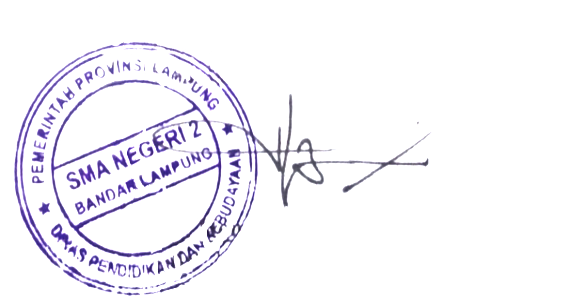 PEMERINTAH PROVINSI LAMPUNG
SMA NEGERI 2
BANDAR LAMPUNG
DINAS PENDIDIKAN DAN KEBUDAYAAN